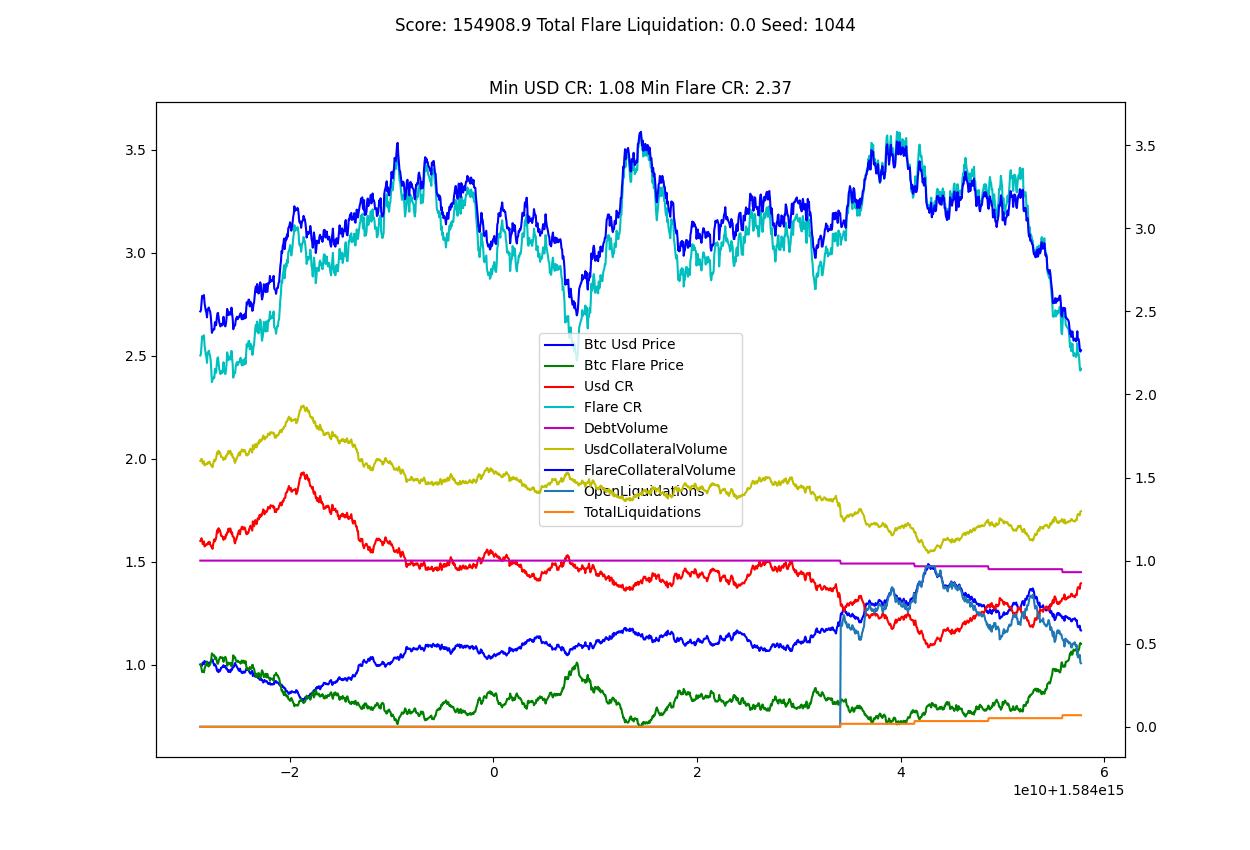 Score: 154908.9 Total Flare Liquidation: 0.0 Seed: 1044
Min USD CR: 1.08 Min Flare CR: 2.37
3.5
3.0
2.5
2.0
1.5
1.0
3.5
3.0
2.5
2.0
1.5
1.0
0.5
0.0
Btc Usd Price
Btc Flare Price
Usd CR
Flare CR
DebtVolume
UsdCollateralVolume
FlareCollateralVolume
OpenLiquidations
TotalLiquidations
−2 0 2 4 6
1e10+1.584e15